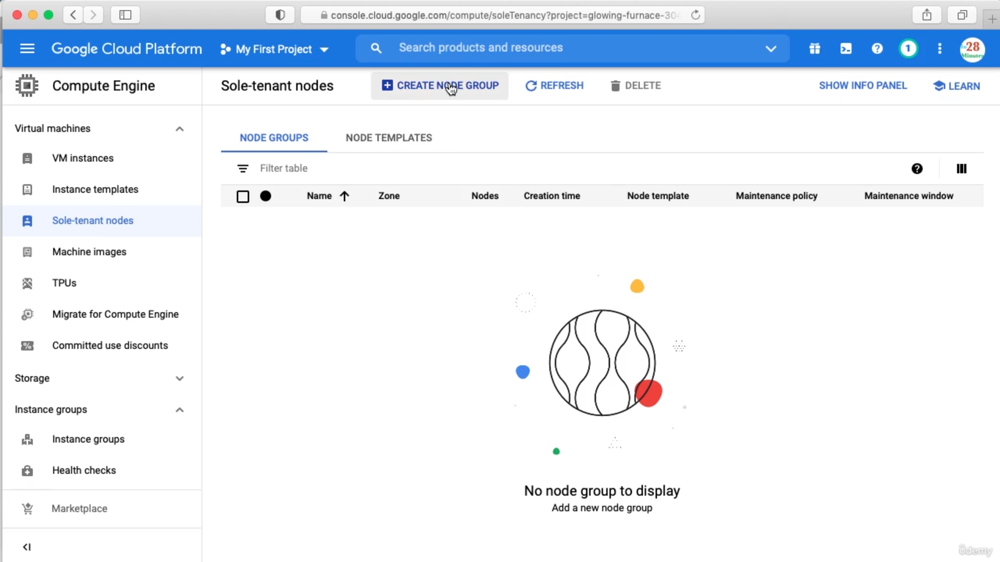 console.cloud.google.com/compute/soleTenancy?project=glowing-furnace-304
Google Cloud Platform
My First Project
Search products and resources
1
in28
Minutes
Compute Engine
Sole-tenant nodes
CREATE NODE GROUP
REFRESH
DELETE
SHOW INFO PANEL
LEARN
Virtual machines
VM instances
Instance templates
Sole-tenant nodes
Machine images
TPUs
Migrate for Compute Engine
Committed use discounts
Storage
Instance groups
Instance groups
Health checks
Marketplace
NODE GROUPS
NODE TEMPLATES
Filter table
Name
Zone
Nodes
Creation time
Node template
Maintenance policy
Maintenance window
No node group to display
Add a new node group
ûdemy